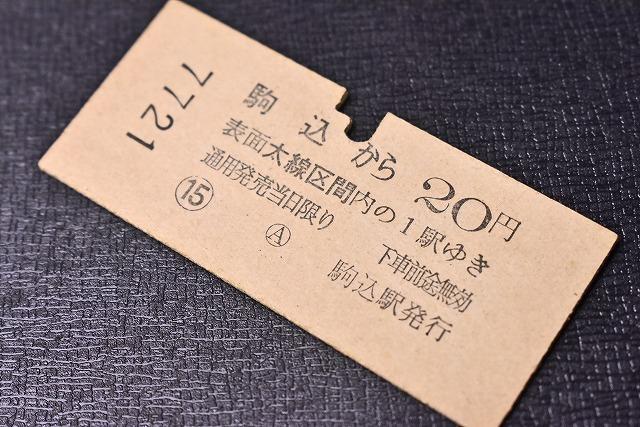 7721
駒込から20円
表面太線区間内の1駅ゆき
通用発売当日限り 下車前途無効
⑮ Ⓐ 駒込駅発行